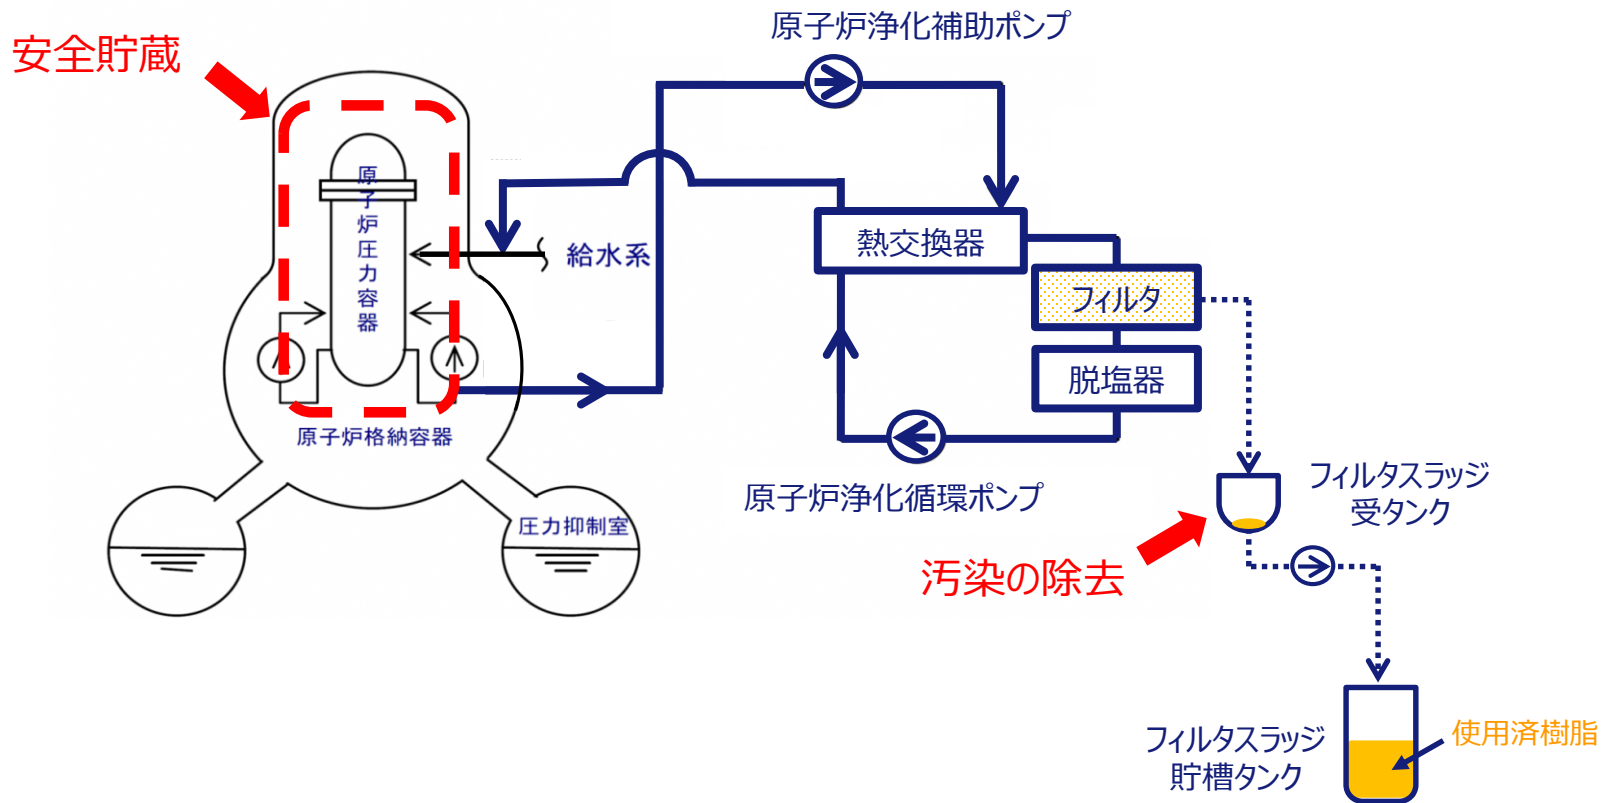 原子炉浄化補助ポンプ
安全貯蔵
原子炉圧力容器
熱交換器
給水系
フィルタ
脱塩器
原子炉格納容器
原子炉浄化循環ポンプ
フィルタスラッジ
受タンク
圧力抑制室
汚染の除去
フィルタスラッジ
貯槽タンク
使用済樹脂